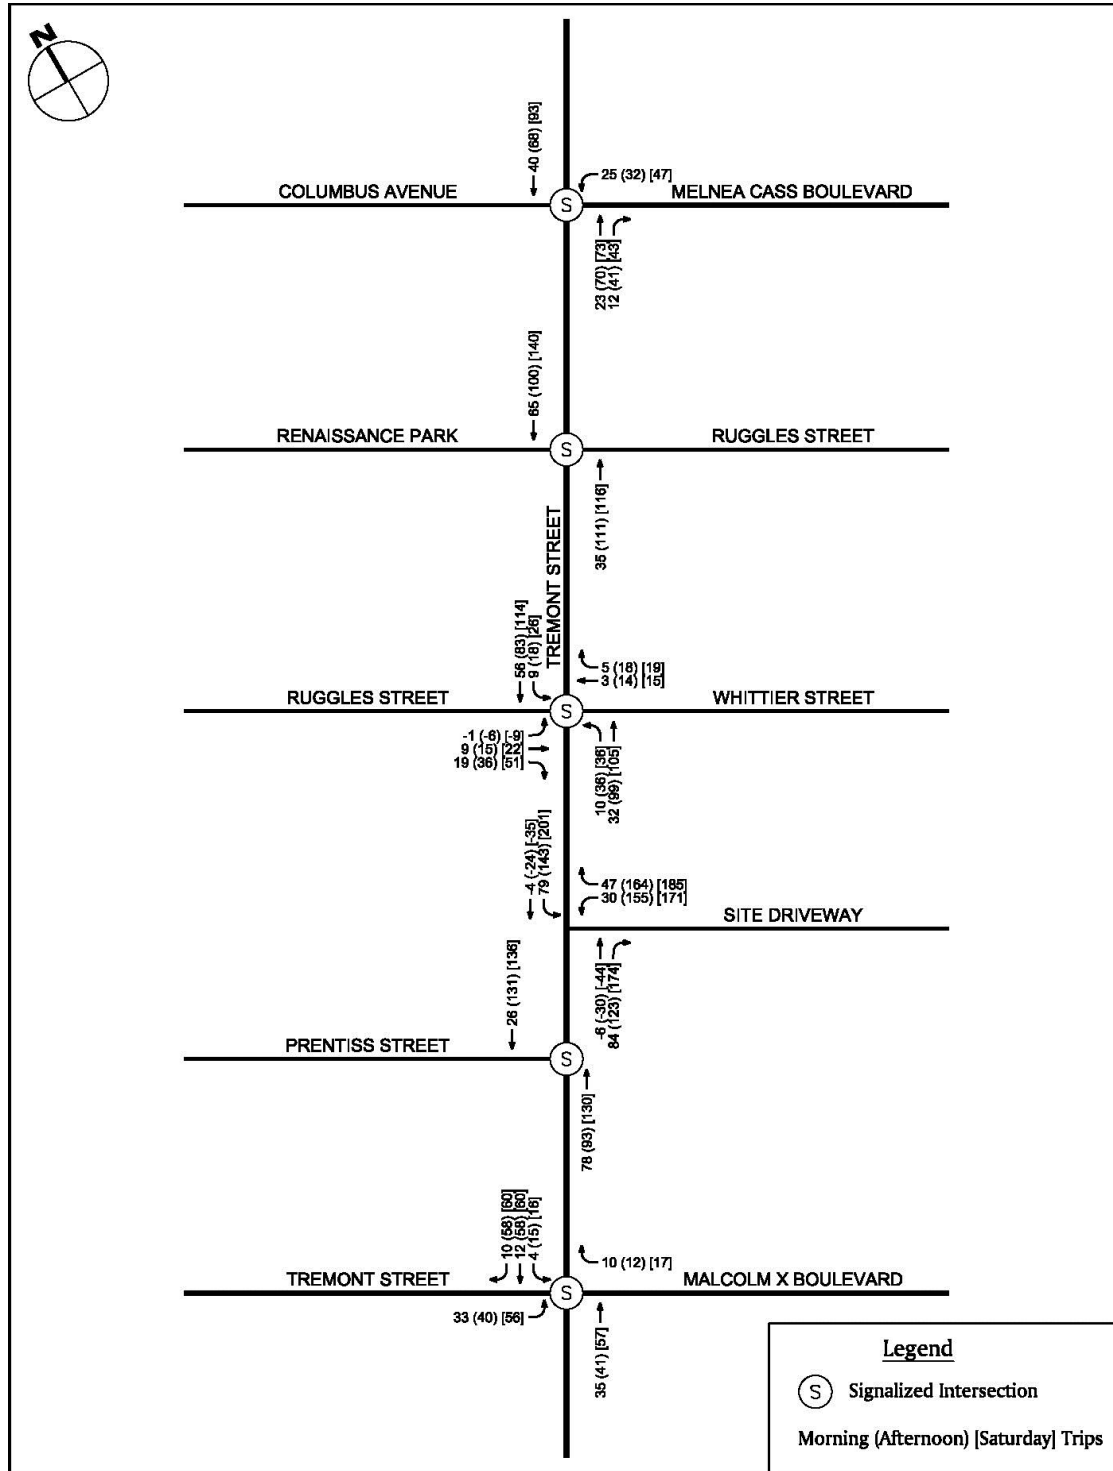 N
40 (68) [93]
25 (32) [47]
COLUMBUS AVENUE
MELNEA CASS BOULEVARD
S
23 (70) [73]
12 (41) [43]
65 (100) [140]
RENAISSANCE PARK
RUGGLES STREET
S
35 (111) [116]
TREMONT STREET
56 (83) [114]
9 (18) [26]
5 (18) [19]
3 (14) [15]
RUGGLES STREET
WHITTIER STREET
S
-1 (-6) [-9]
9 (15) [22]
19 (36) [51]
10 (36) [36]
32 (99) [105]
-4 (-24) [-35]
79 (143) [201]
47 (164) [185]
30 (155) [171]
SITE DRIVEWAY
-6 (-30) [-44]
84 (123) [174]
26 (131) [136]
PRENTISS STREET
S
78 (93) [130]
10 (58) [60]
12 (58) [60]
4 (15) [16]
10 (12) [17]
TREMONT STREET
MALCOLM X BOULEVARD
S
33 (40) [56]
35 (41) [57]
Legend
S Signalized Intersection
Morning (Afternoon) [Saturday] Trips